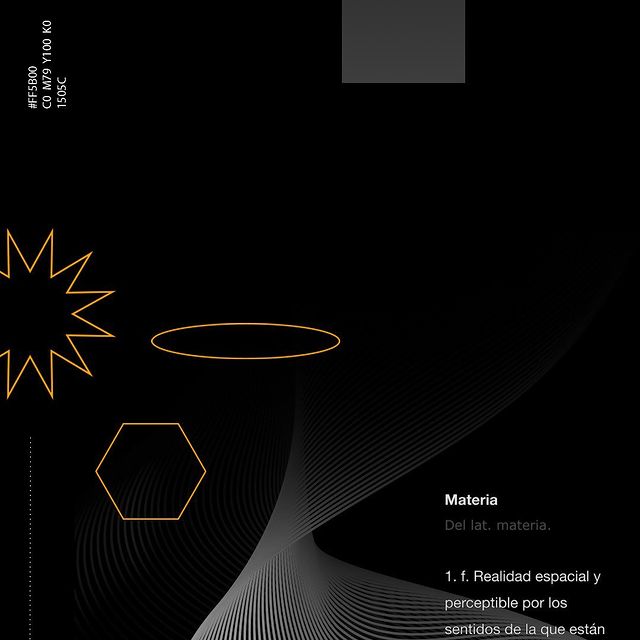 #FF5B00
C0 M79 Y100 K0
1505C
Materia
Del lat. materia.
1. f. Realidad espacial y
perceptible por los
sentidos de la que están